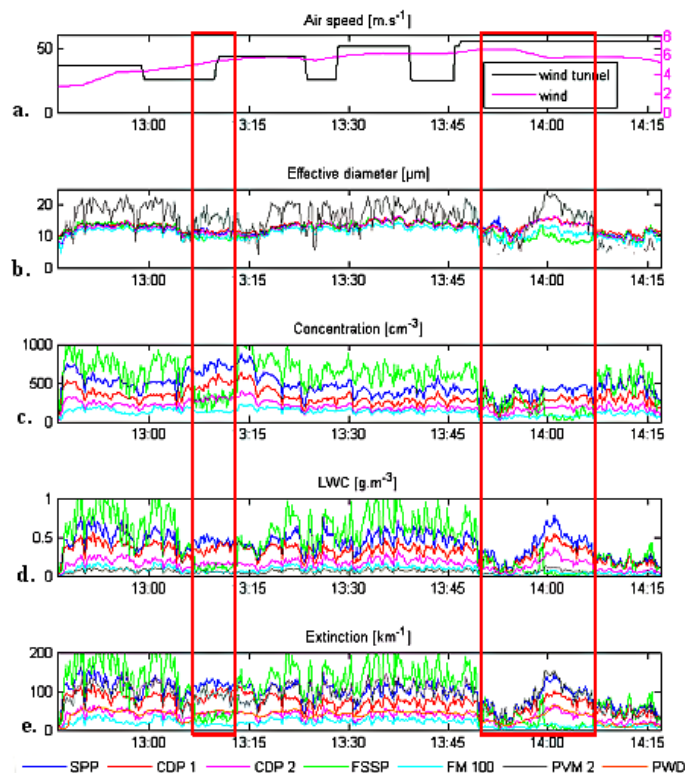 Air speed [m.s⁻¹]
50
0
8
6
4
2
0
wind tunnel
wind
a.
13:00 13:15 13:30 13:45 14:00 14:15
Effective diameter [µm]
20
10
0
b.
13:00 3:15 13:30 13:45 14:00 14:15
Concentration [cm⁻³]
1000
500
0
c.
13:00 3:15 13:30 13:45 14:00 14:15
LWC [g.m⁻³]
1
0.5
0
d.
13:00 3:15 13:30 13:45 14:00 14:15
Extinction [km⁻¹]
200
100
0
e.
13:00 3:15 13:30 13:45 14:00 14:15
SPP CDP 1 CDP 2 FSSP FM 100 PVM 2 PWD